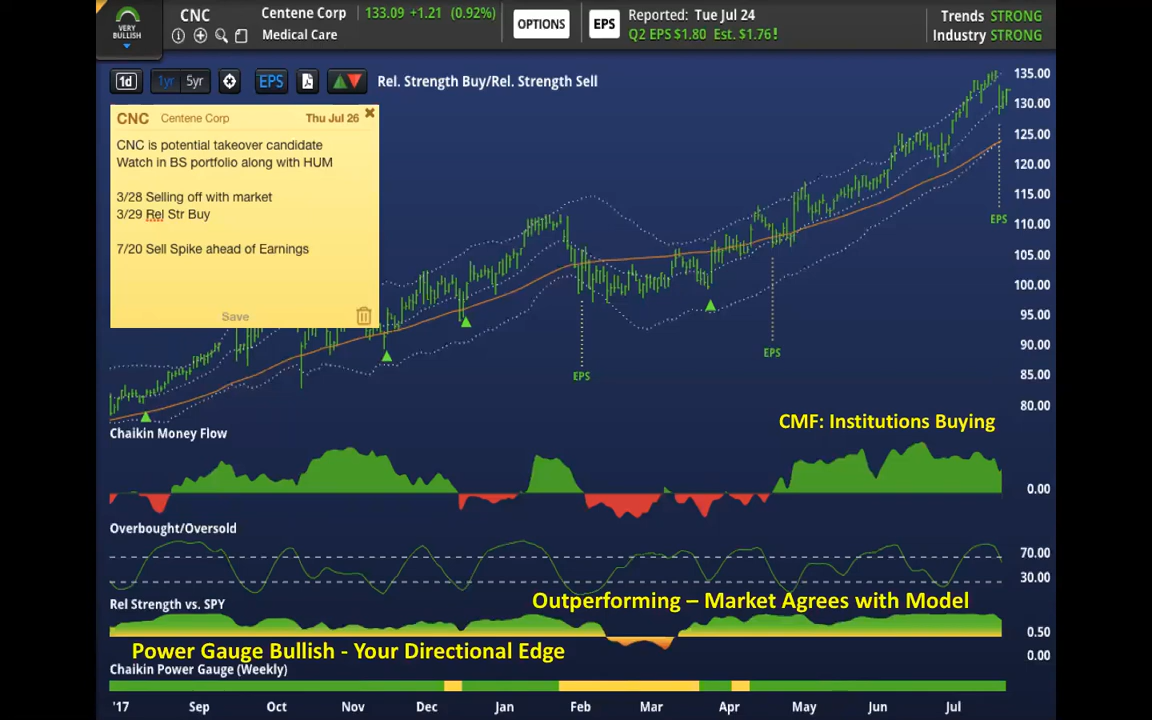 VERY
BULLISH
CNC
Centene Corp
133.09 +1.21 (0.92%)
Medical Care
OPTIONS
EPS
Reported: Tue Jul 24
Q2 EPS $1.80 Est. $1.76!
Trends STRONG
Industry STRONG
1d
1yr 5yr
EPS
Rel. Strength Buy/Rel. Strength Sell
CNC Centene Corp Thu Jul 26
CNC is potential takeover candidate
Watch in BS portfolio along with HUM
3/28 Selling off with market
3/29 Rel Str Buy
7/20 Sell Spike ahead of Earnings
Save
135.00
130.00
125.00
120.00
115.00
110.00
105.00
100.00
95.00
90.00
85.00
80.00
EPS
EPS
EPS
CMF: Institutions Buying
Chaikin Money Flow
0.00
Overbought/Oversold
70.00
30.00
Outperforming – Market Agrees with Model
Rel Strength vs. SPY
0.50
0.00
Power Gauge Bullish - Your Directional Edge
Chaikin Power Gauge (Weekly)
'17 Sep Oct Nov Dec Jan Feb Mar Apr May Jun Jul